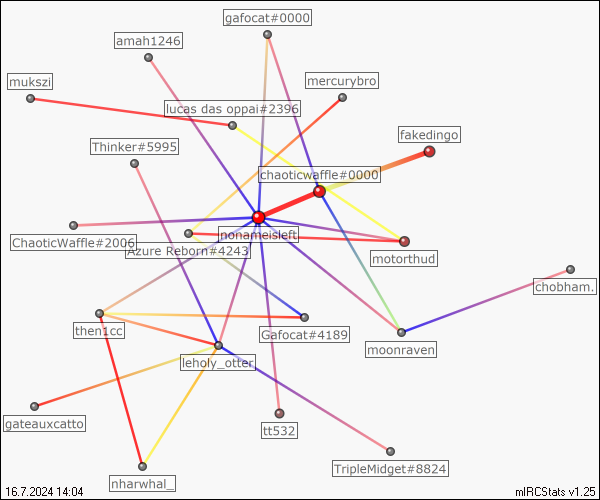 gafocat#0000
amah1246
mercurybro
mukszi
lucas das oppai#2396
fakedingo
Thinker#5995
chaoticwaffle#0000
nonameisleft
ChaoticWaffle#2006
Azure Reborn#4243
motorthud
chobham.
then1cc
Gafocat#4189
moonraven
leholy_otter
gateauxcatto
tt532
TripleMidget#8824
nharwhal_
16.7.2024 14:04
mIRCStats v1.25